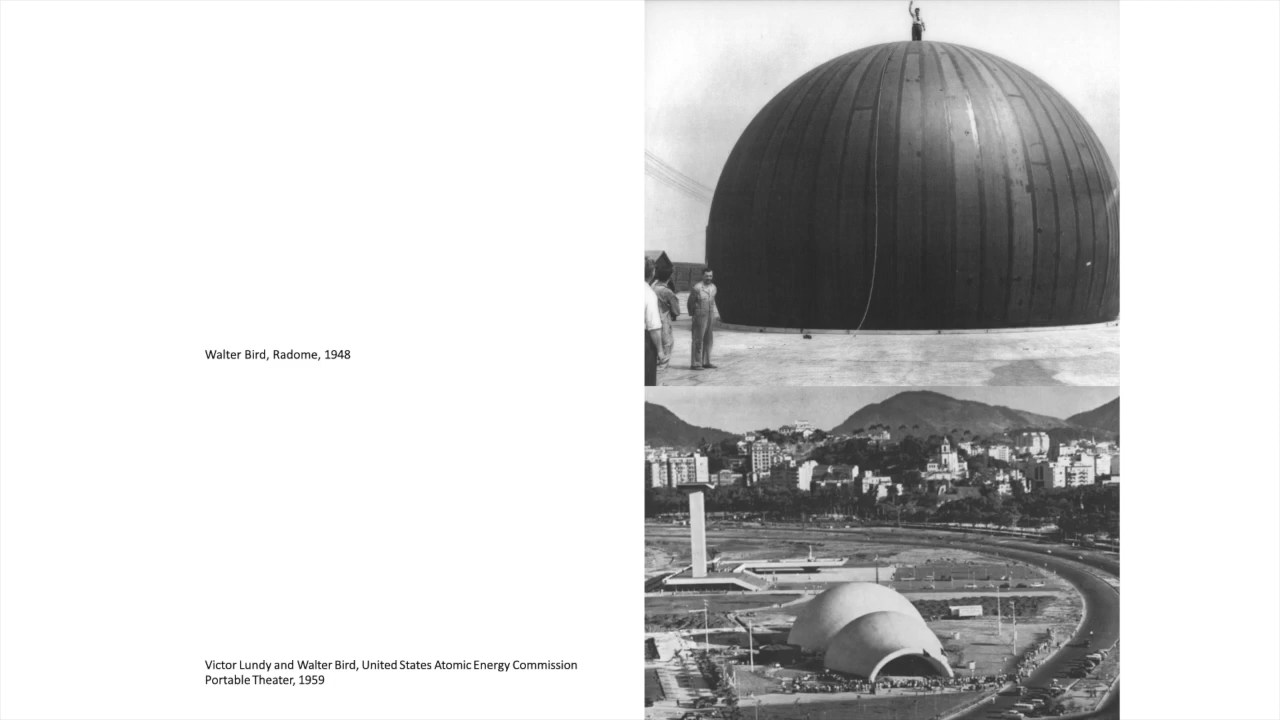 Walter Bird, Radome, 1948
Victor Lundy and Walter Bird, United States Atomic Energy Commission
Portable Theater, 1959